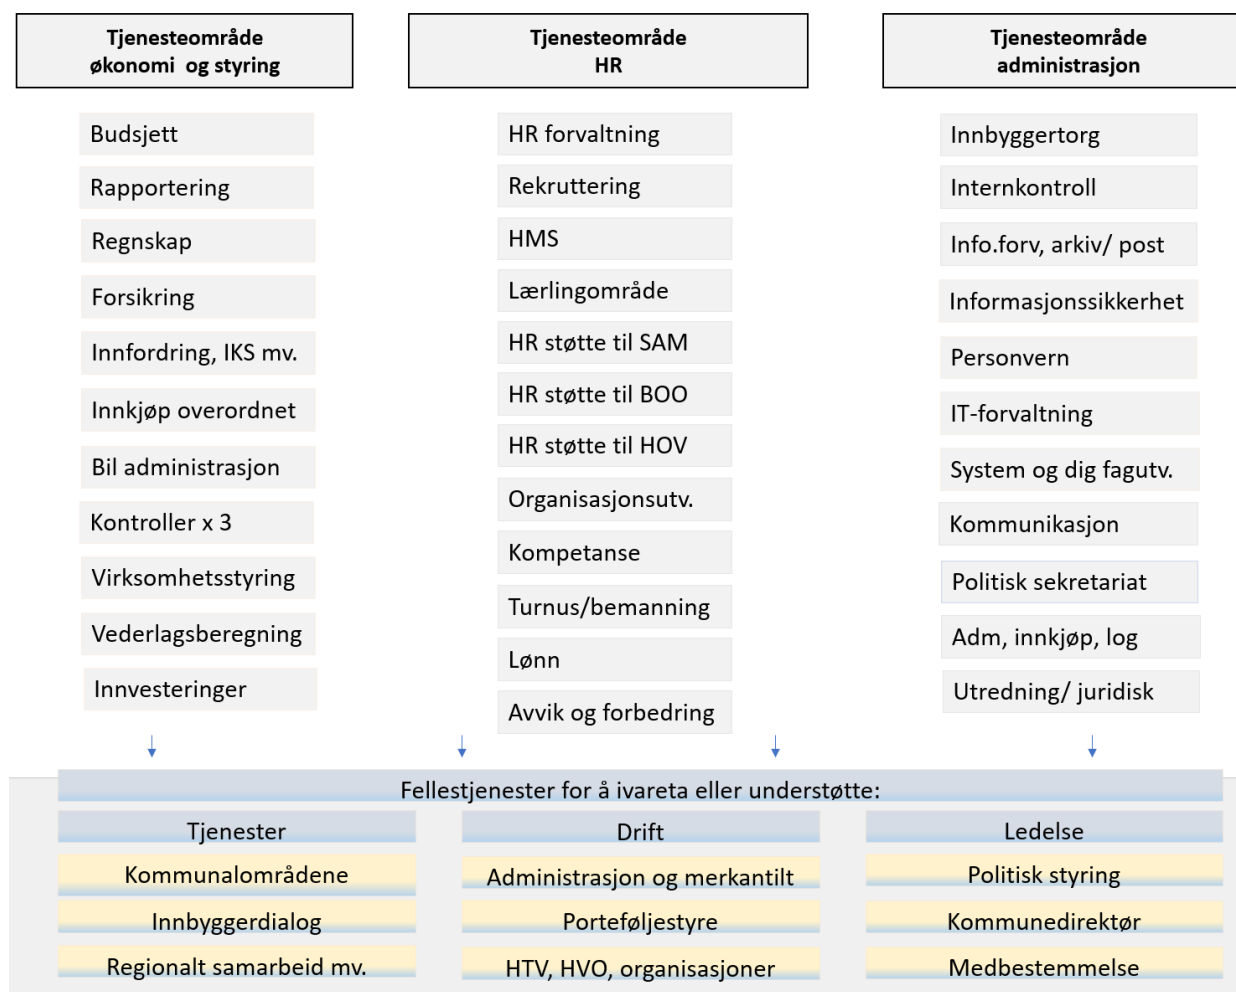 Tjenesteområde
økonomi og styring
Budsjett
Rapportering
Regnskap
Forsikring
Innfordring, IKS mv.
Innkjøp overordnet
Bil administrasjon
Kontroller x 3
Virksomhetsstyring
Vederlagsberegning
Innvesteringer
Tjenesteområde
HR
HR forvaltning
Rekruttering
HMS
Lærlingområde
HR støtte til SAM
HR støtte til BOO
HR støtte til HOV
Organisasjonsutv.
Kompetanse
Turnus/bemanning
Lønn
Avvik og forbedring
Tjenesteområde
administrasjon
Innbyggertorg
Internkontroll
Info.forv, arkiv/ post
Informasjonssikkerhet
Personvern
IT-forvaltning
System og dig fagutv.
Kommunikasjon
Politisk sekretariat
Adm, innkjøp, log
Utredning/ juridisk
Fellestjenester for å ivareta eller understøtte:
Tjenester
Kommunalområdene
Innbyggerdialog
Regionalt samarbeid mv.
Drift
Administrasjon og merkantilt
Porteføljestyre
HTV, HVO, organisasjoner
Ledelse
Politisk styring
Kommunedirektør
Medbestemmelse